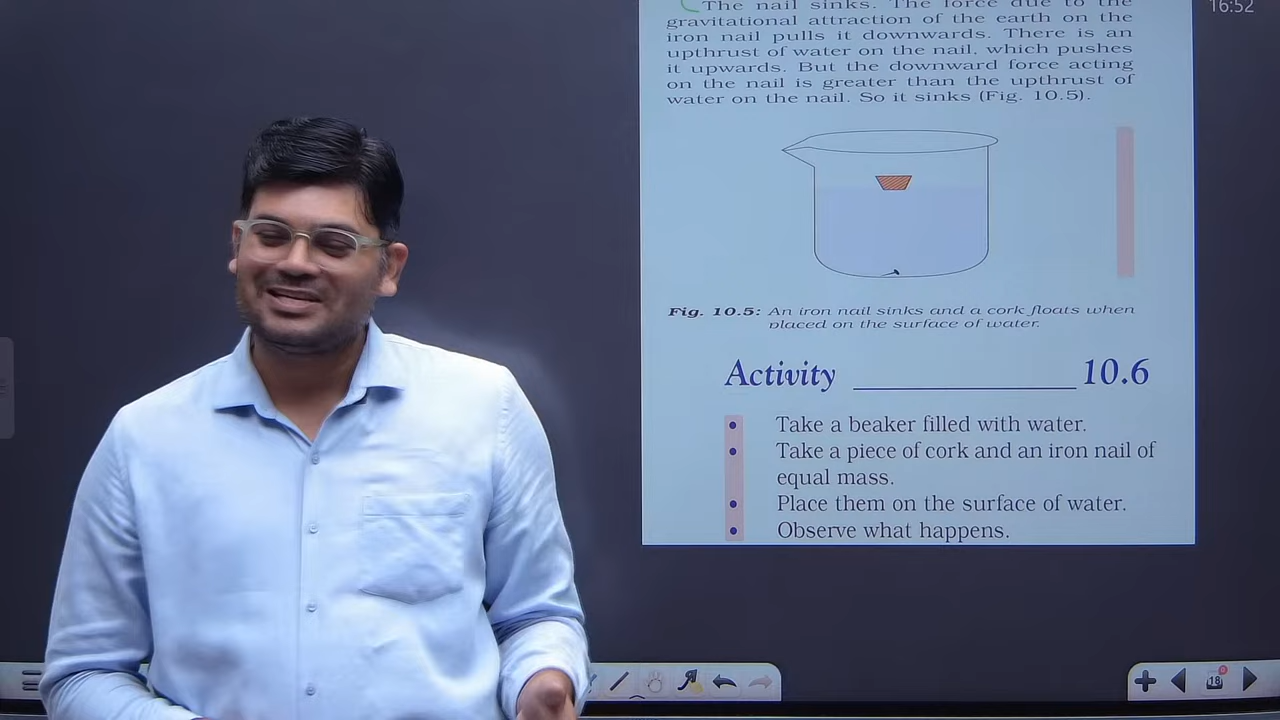 The nail sinks. The force due to the
gravitational attraction of the earth on the
iron nail pulls it downwards. There is an
upthrust of water on the nail, which pushes
it upwards. But the downward force acting
on the nail is greater than the upthrust of
water on the nail. So it sinks (Fig. 10.5).
Fig. 10.5: An iron nail sinks and a cork floats when
placed on the surface of water.
Activity 10.6
• Take a beaker filled with water.
• Take a piece of cork and an iron nail of
equal mass.
• Place them on the surface of water.
• Observe what happens.
16:52
18